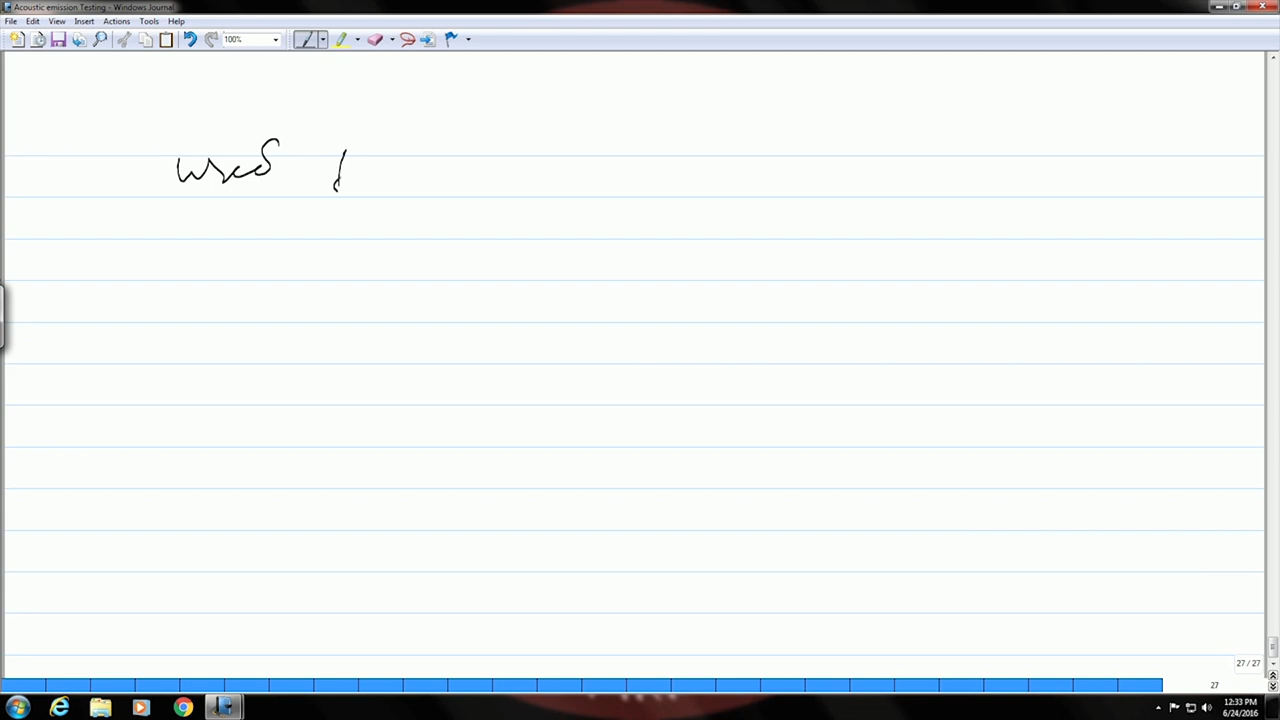 Acoustic emission Testing - Windows Journal
File Edit View Insert Actions Tools Help
100%
used
27 / 27
27
12:33 PM
6/24/2016